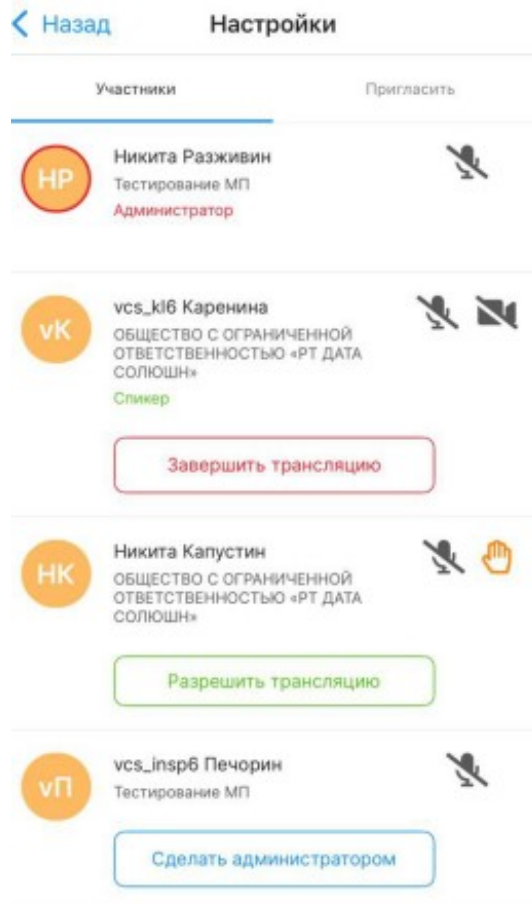 Назад
Настройки
Участники
Пригласить
НР
Никита Разживин
Тестирование МП
Администратор
vK
vcs_kl6 Каренина
ОБЩЕСТВО С ОГРАНИЧЕННОЙ
ОТВЕТСТВЕННОСТЬЮ «РТ ДАТА
СОЛЮШН»
Спикер
Завершить трансляцию
НК
Никита Капустин
ОБЩЕСТВО С ОГРАНИЧЕННОЙ
ОТВЕТСТВЕННОСТЬЮ «РТ ДАТА
СОЛЮШН»
Разрешить трансляцию
vП
vcs_insp6 Печорин
Тестирование МП
Сделать администратором